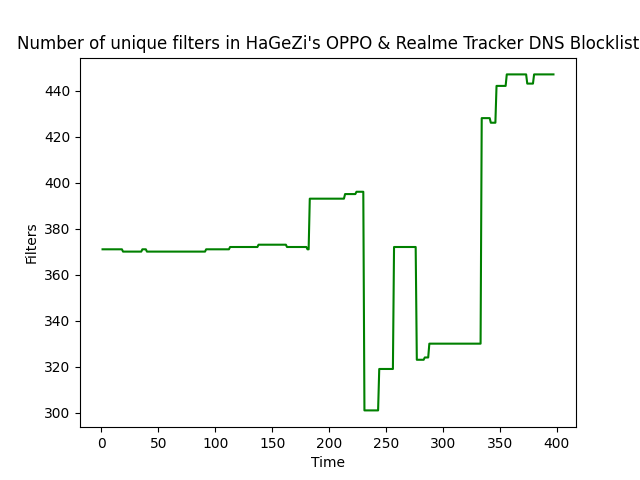 Number of unique filters in HaGeZi's OPPO & Realme Tracker DNS Blocklist
440
420
400
380
360
340
320
300
Filters
0 50 100 150 200 250 300 350 400
Time